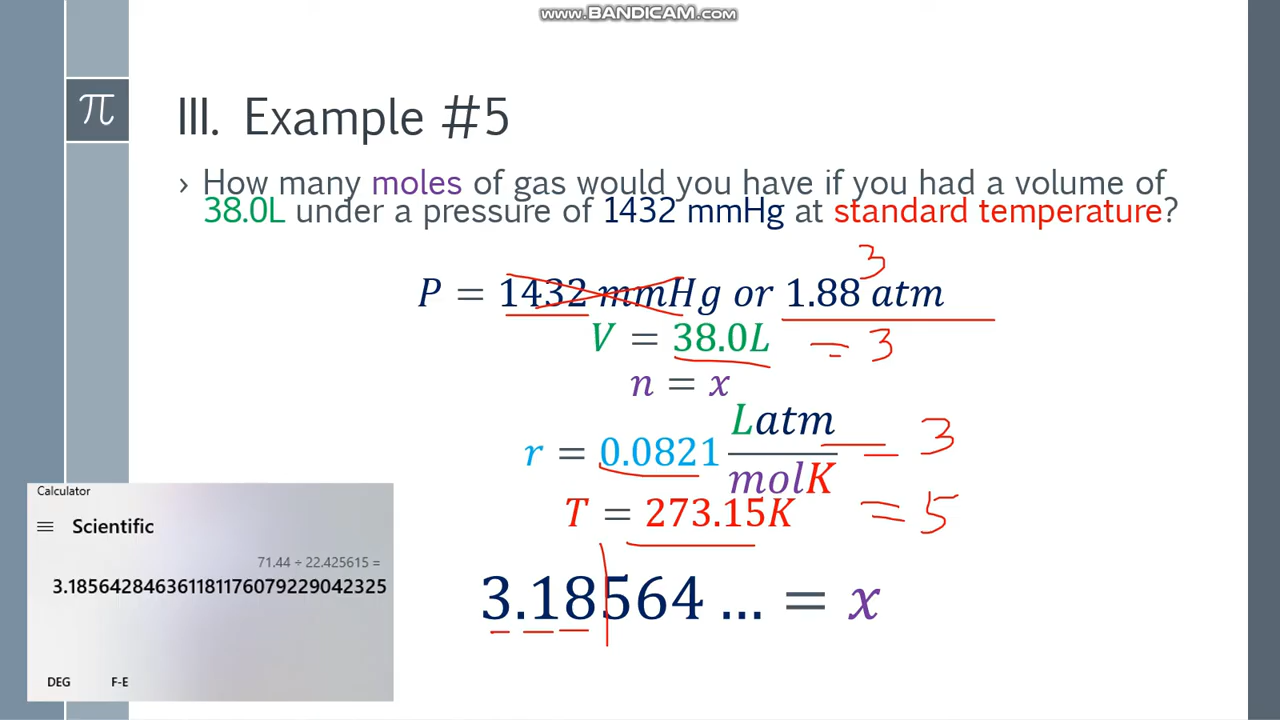 www.BANDICAM.com
π
III. Example #5
› How many moles of gas would you have if you had a volume of
38.0L under a pressure of 1432 mmHg at standard temperature?
3
P = 1432 mmHg or 1.88 atm
V = 38.0L = 3
n = x
r = 0.0821 Latm/molK = 3
T = 273.15K = 5
3.18564 ... = x
Calculator
Scientific
71.44 ÷ 22.425615 =
3.1856428463611811176079229042325
DEG F-E